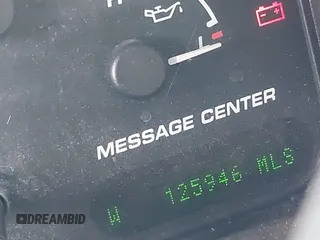 H
MESSAGE CENTER
W 125946 MLS
DREAMBID